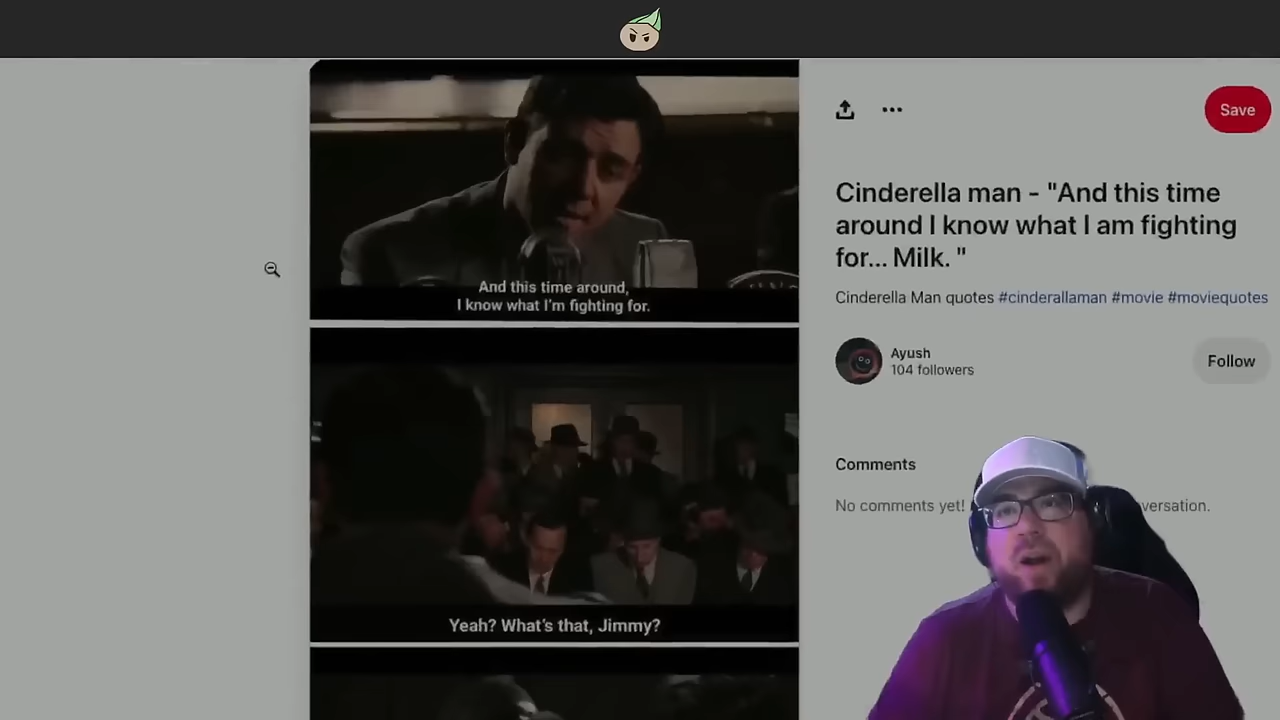 And this time around,
I know what I'm fighting for.
Yeah? What's that, Jimmy?
Save
Cinderella man - "And this time
around I know what I am fighting
for... Milk. "
Cinderella Man quotes #cinderallaman #movie #moviequotes
Ayush
104 followers
Follow
Comments
No comments yet! versation.